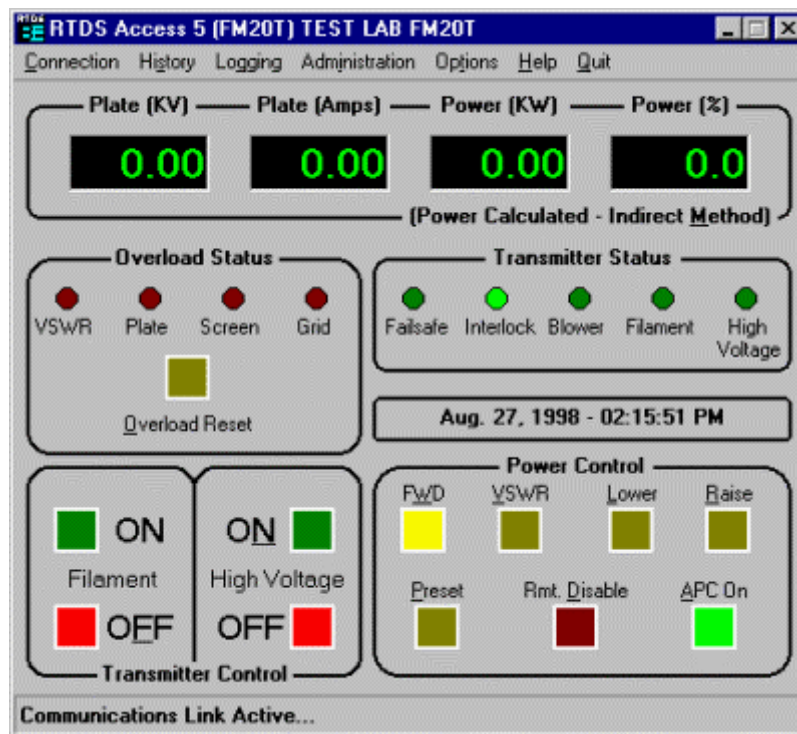 RTDS
RTDS Access 5 (FM20T) TEST LAB FM20T
Connection History Logging Administration Options Help Quit
Plate (KV) Plate (Amps) Power (KW) Power (%)
0.00 0.00 0.00 0.0
(Power Calculated - Indirect Method)
Overload Status
VSWR Plate Screen Grid
Overload Reset
Transmitter Status
Failsafe Interlock Blower Filament High
Voltage
Aug. 27, 1998 - 02:15:51 PM
ON ON
Filament High Voltage
OFF OFF
Transmitter Control
Power Control
FWD VSWR Lower Raise
Preset Rmt. Disable APC On
Communications Link Active...